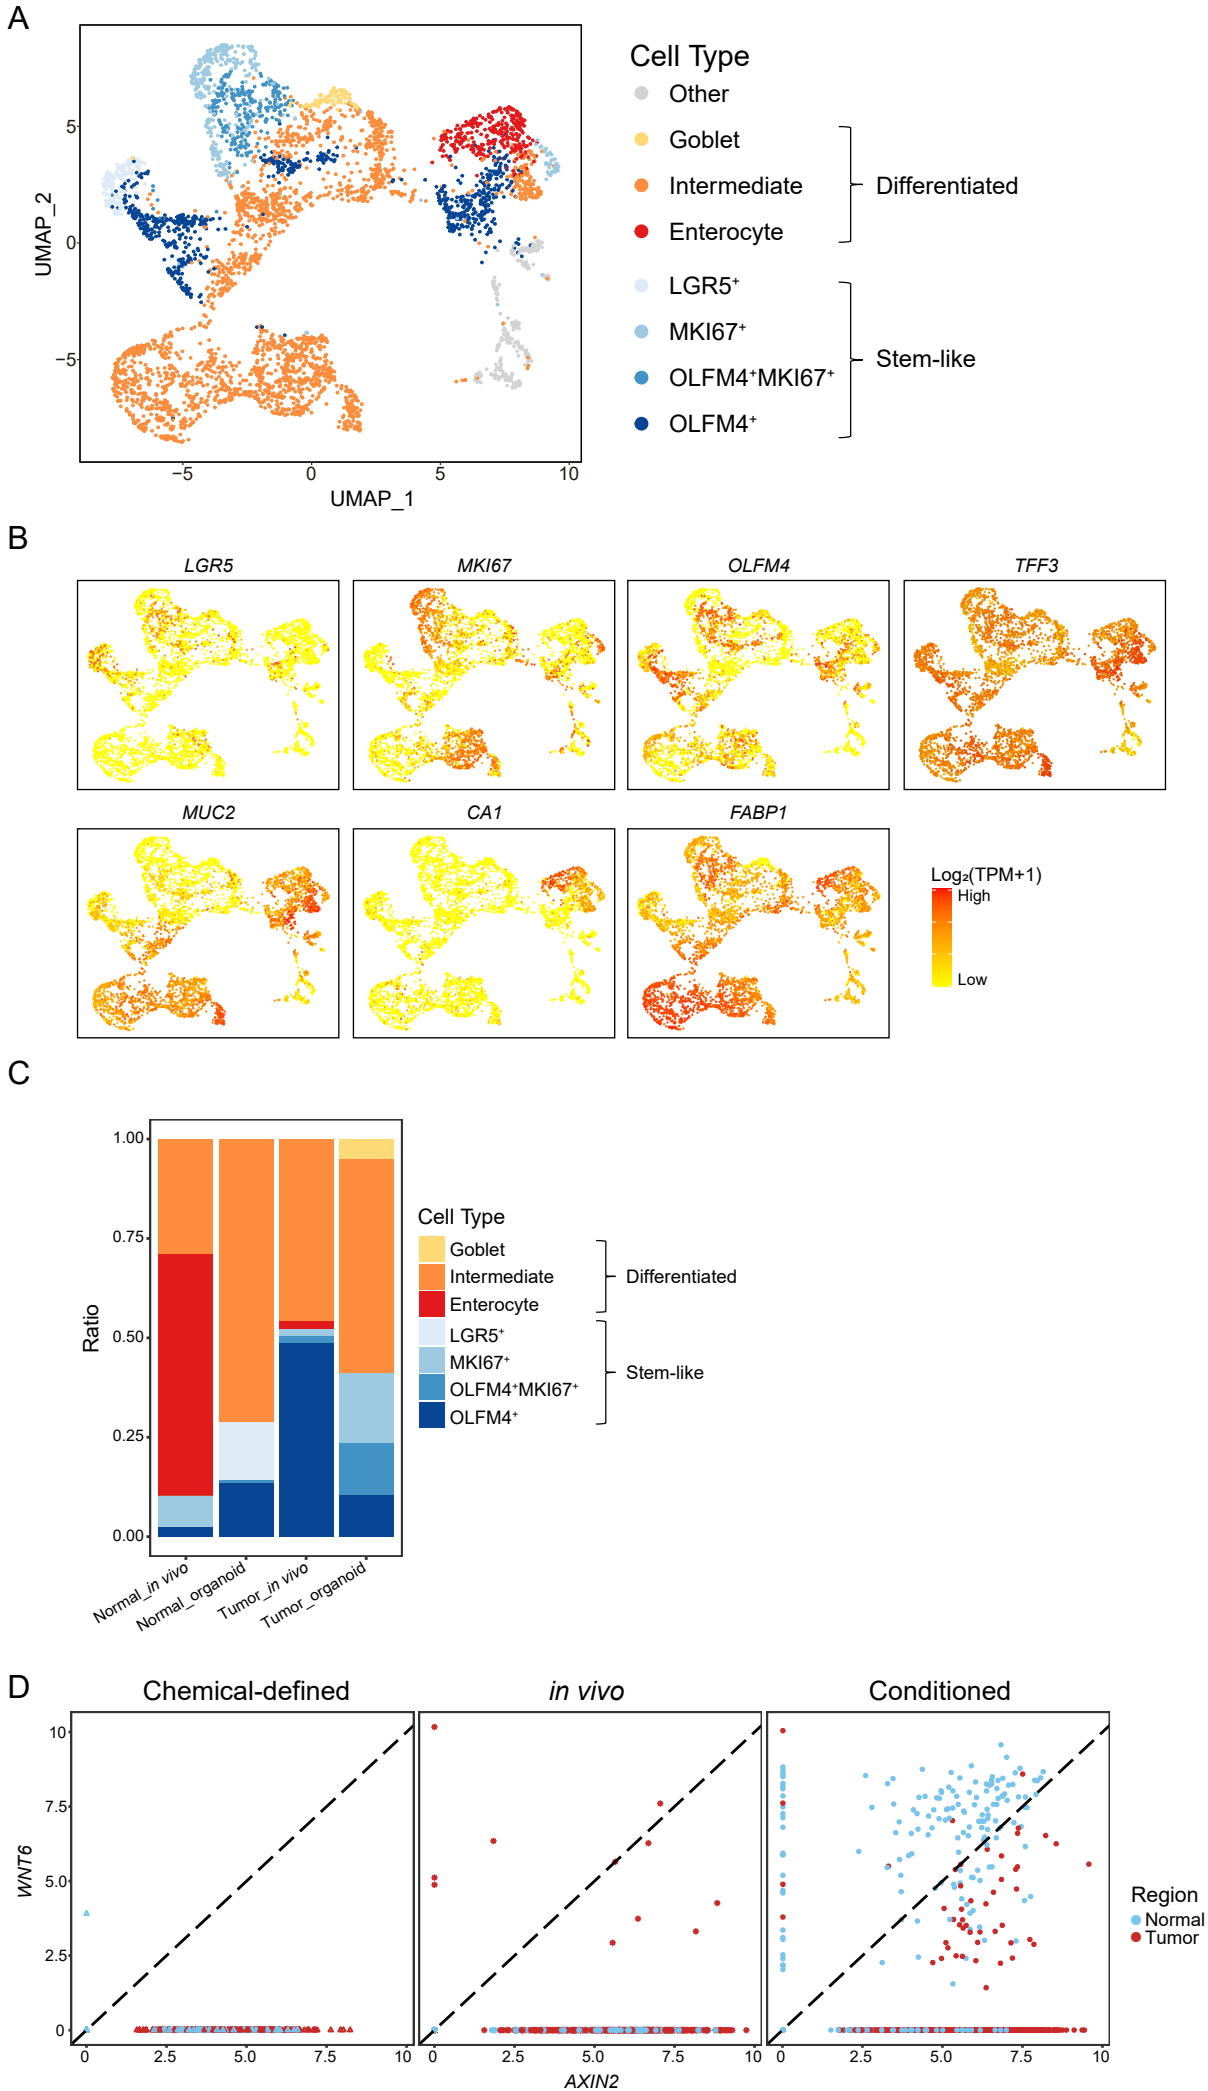 A
Cell Type
Other
Goblet
Intermediate
Enterocyte
Differentiated
LGR5⁺
MKI67⁺
OLFM4⁺MKI67⁺
OLFM4⁺
Stem-like
5
0
−5
UMAP_2
−5 0 5 10
UMAP_1
B
LGR5 MKI67 OLFM4 TFF3
MUC2 CA1 FABP1
Log₂(TPM+1)
High
Low
C
1.00
0.75
0.50
0.25
0.00
Ratio
Normal_in vivo
Normal_organoid
Tumor_in vivo
Tumor_organoid
Cell Type
Goblet
Intermediate
Enterocyte
Differentiated
LGR5⁺
MKI67⁺
OLFM4⁺MKI67⁺
OLFM4⁺
Stem-like
D
Chemical-defined in vivo Conditioned
10
7.5
5.0
2.5
0
WNT6
0 2.5 5.0 7.5 10 0 2.5 5.0 7.5 10 0 2.5 5.0 7.5 10
AXIN2
Region
Normal
Tumor